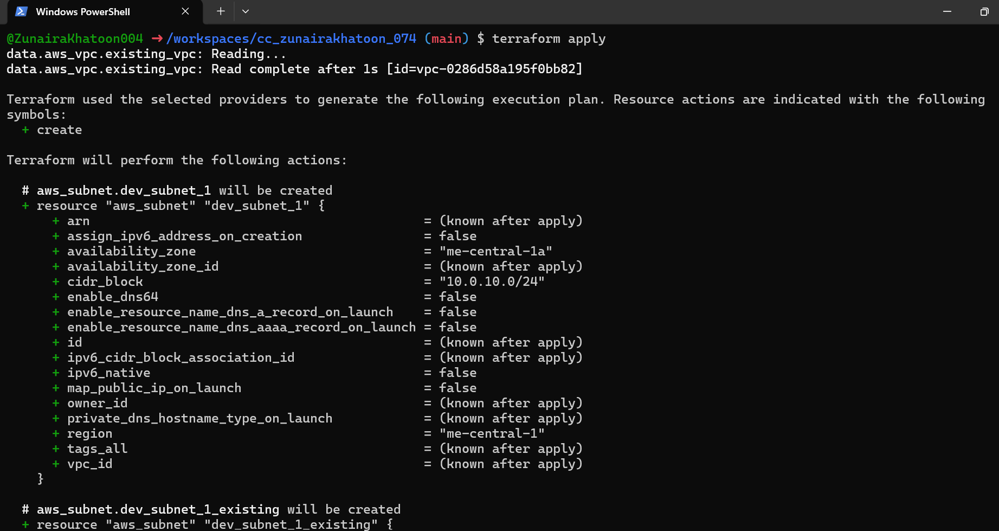 Windows PowerShell
@ZunairaKhatoon004 ➜ /workspaces/cc_zunairakhatoon_074 (main) $ terraform apply
data.aws_vpc.existing_vpc: Reading...
data.aws_vpc.existing_vpc: Read complete after 1s [id=vpc-0286d58a195f0bb82]
Terraform used the selected providers to generate the following execution plan. Resource actions are indicated with the following
symbols:
+ create
Terraform will perform the following actions:
# aws_subnet.dev_subnet_1 will be created
+ resource "aws_subnet" "dev_subnet_1" {
+ arn = (known after apply)
+ assign_ipv6_address_on_creation = false
+ availability_zone = "me-central-1a"
+ availability_zone_id = (known after apply)
+ cidr_block = "10.0.10.0/24"
+ enable_dns64 = false
+ enable_resource_name_dns_a_record_on_launch = false
+ enable_resource_name_dns_aaaa_record_on_launch = false
+ id = (known after apply)
+ ipv6_cidr_block_association_id = (known after apply)
+ ipv6_native = false
+ map_public_ip_on_launch = false
+ owner_id = (known after apply)
+ private_dns_hostname_type_on_launch = (known after apply)
+ region = "me-central-1"
+ tags_all = (known after apply)
+ vpc_id = (known after apply)
}
# aws_subnet.dev_subnet_1_existing will be created
+ resource "aws_subnet" "dev_subnet_1_existing" {